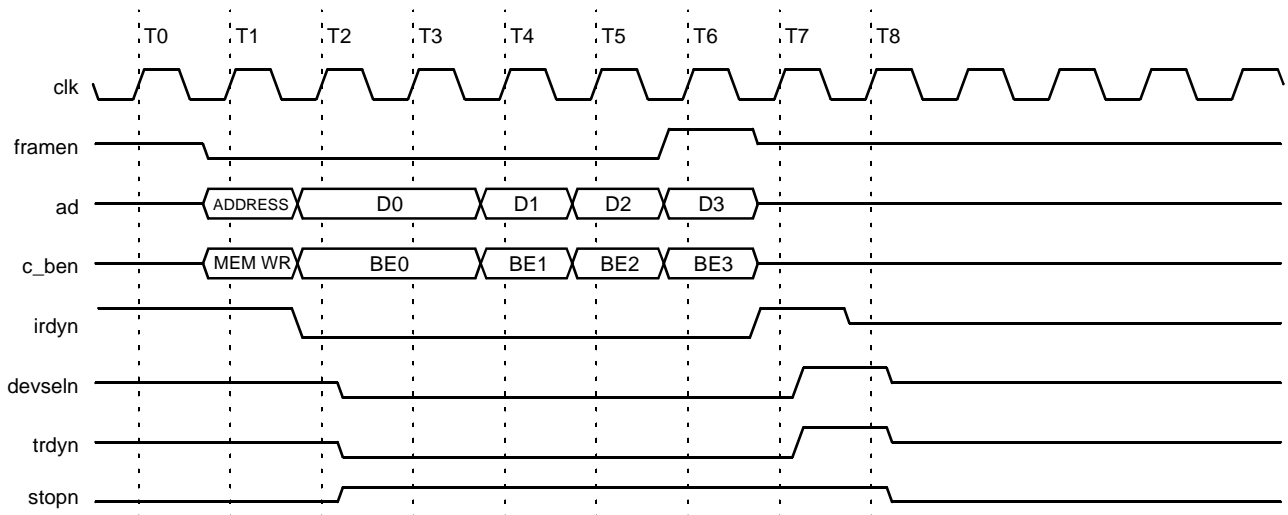 T0 T1 T2 T3 T4 T5 T6 T7 T8
clk
framen
ad ADDRESS D0 D1 D2 D3
c_ben MEM WR BE0 BE1 BE2 BE3
irdyn
devseln
trdyn
stopn